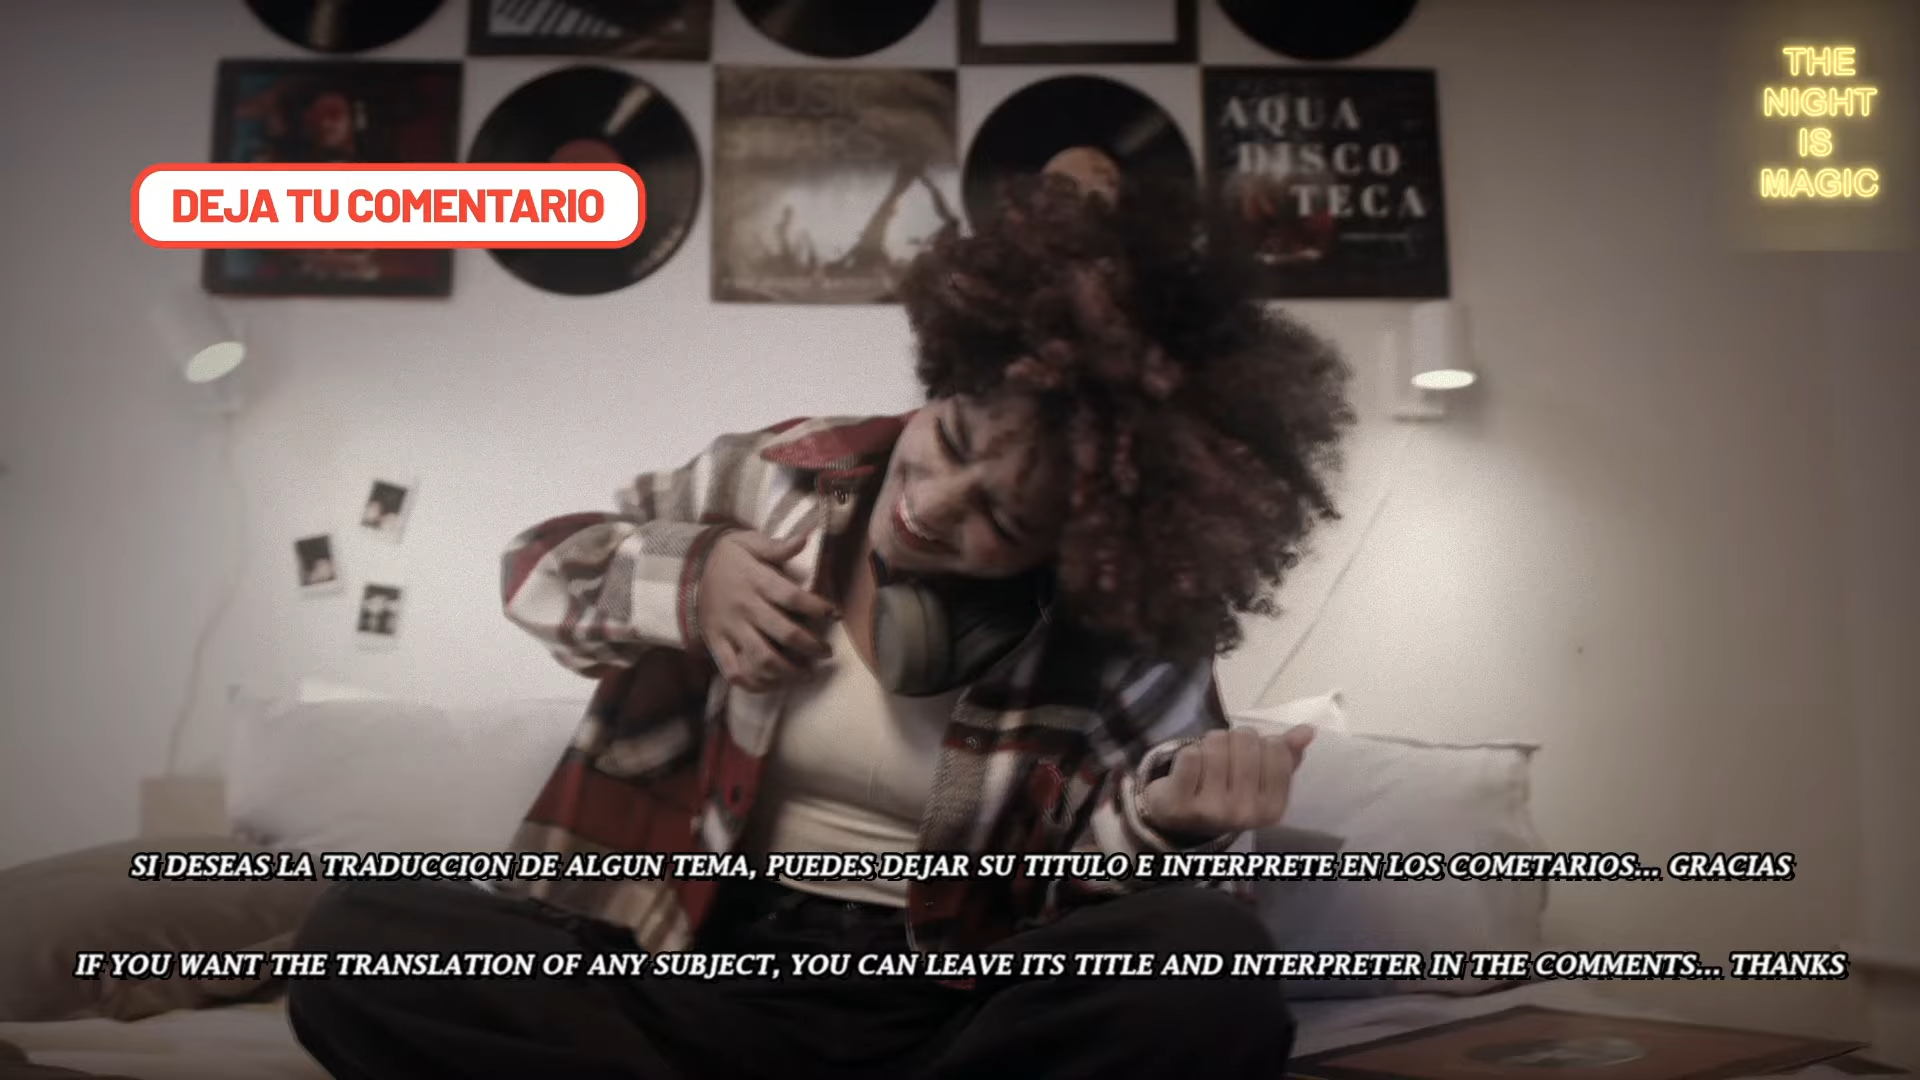 THE
NIGHT
IS
MAGIC
MUSIC
STARS
AQUA
DISCO
& TECA
DEJA TU COMENTARIO
SI DESEAS LA TRADUCCION DE ALGUN TEMA, PUEDES DEJAR SU TITULO E INTERPRETE EN LOS COMETARIOS... GRACIAS
IF YOU WANT THE TRANSLATION OF ANY SUBJECT, YOU CAN LEAVE ITS TITLE AND INTERPRETER IN THE COMMENTS... THANKS